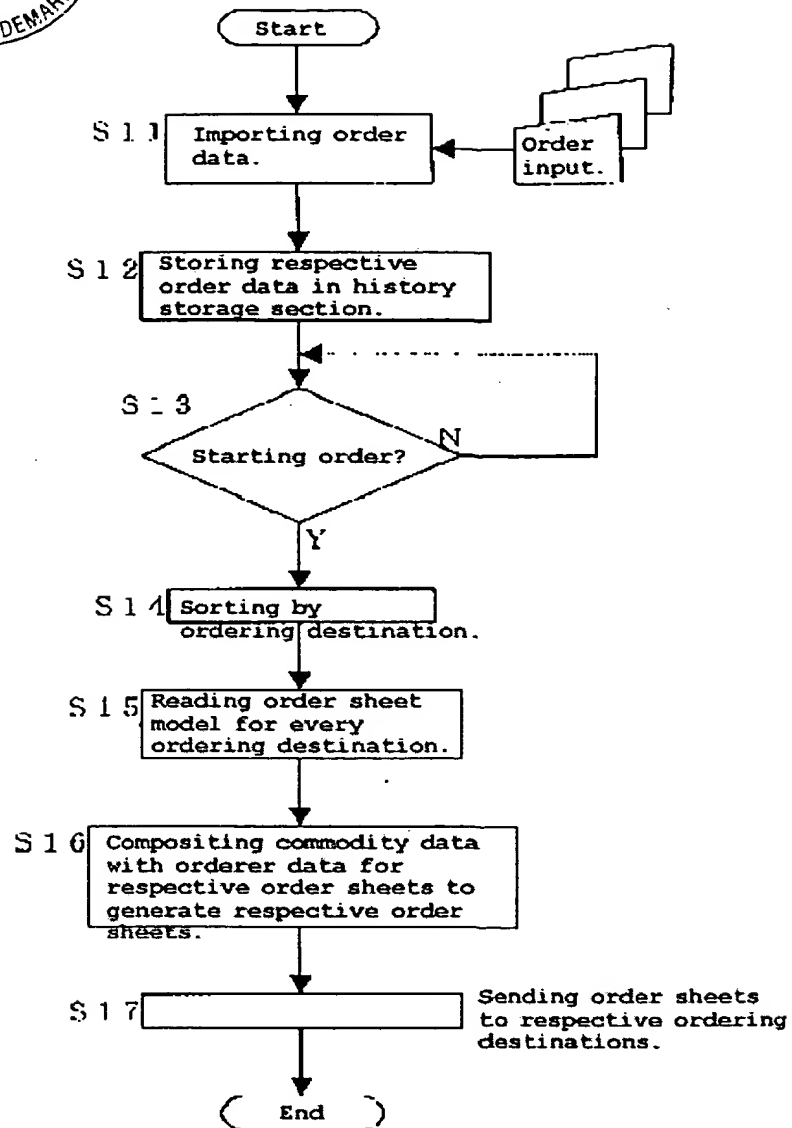 DEMAR
Start
S11
Importing order
data.
Order
input.
S12
Storing respective
order data in history
storage section.
S13
Starting order?
N
Y
S14
Sorting by
ordering destination.
S15
Reading order sheet
model for every
ordering destination.
S16
Compositing commodity data
with orderer data for
respective order sheets to
generate respective order
sheets.
S17
Sending order sheets
to respective ordering
destinations.
End